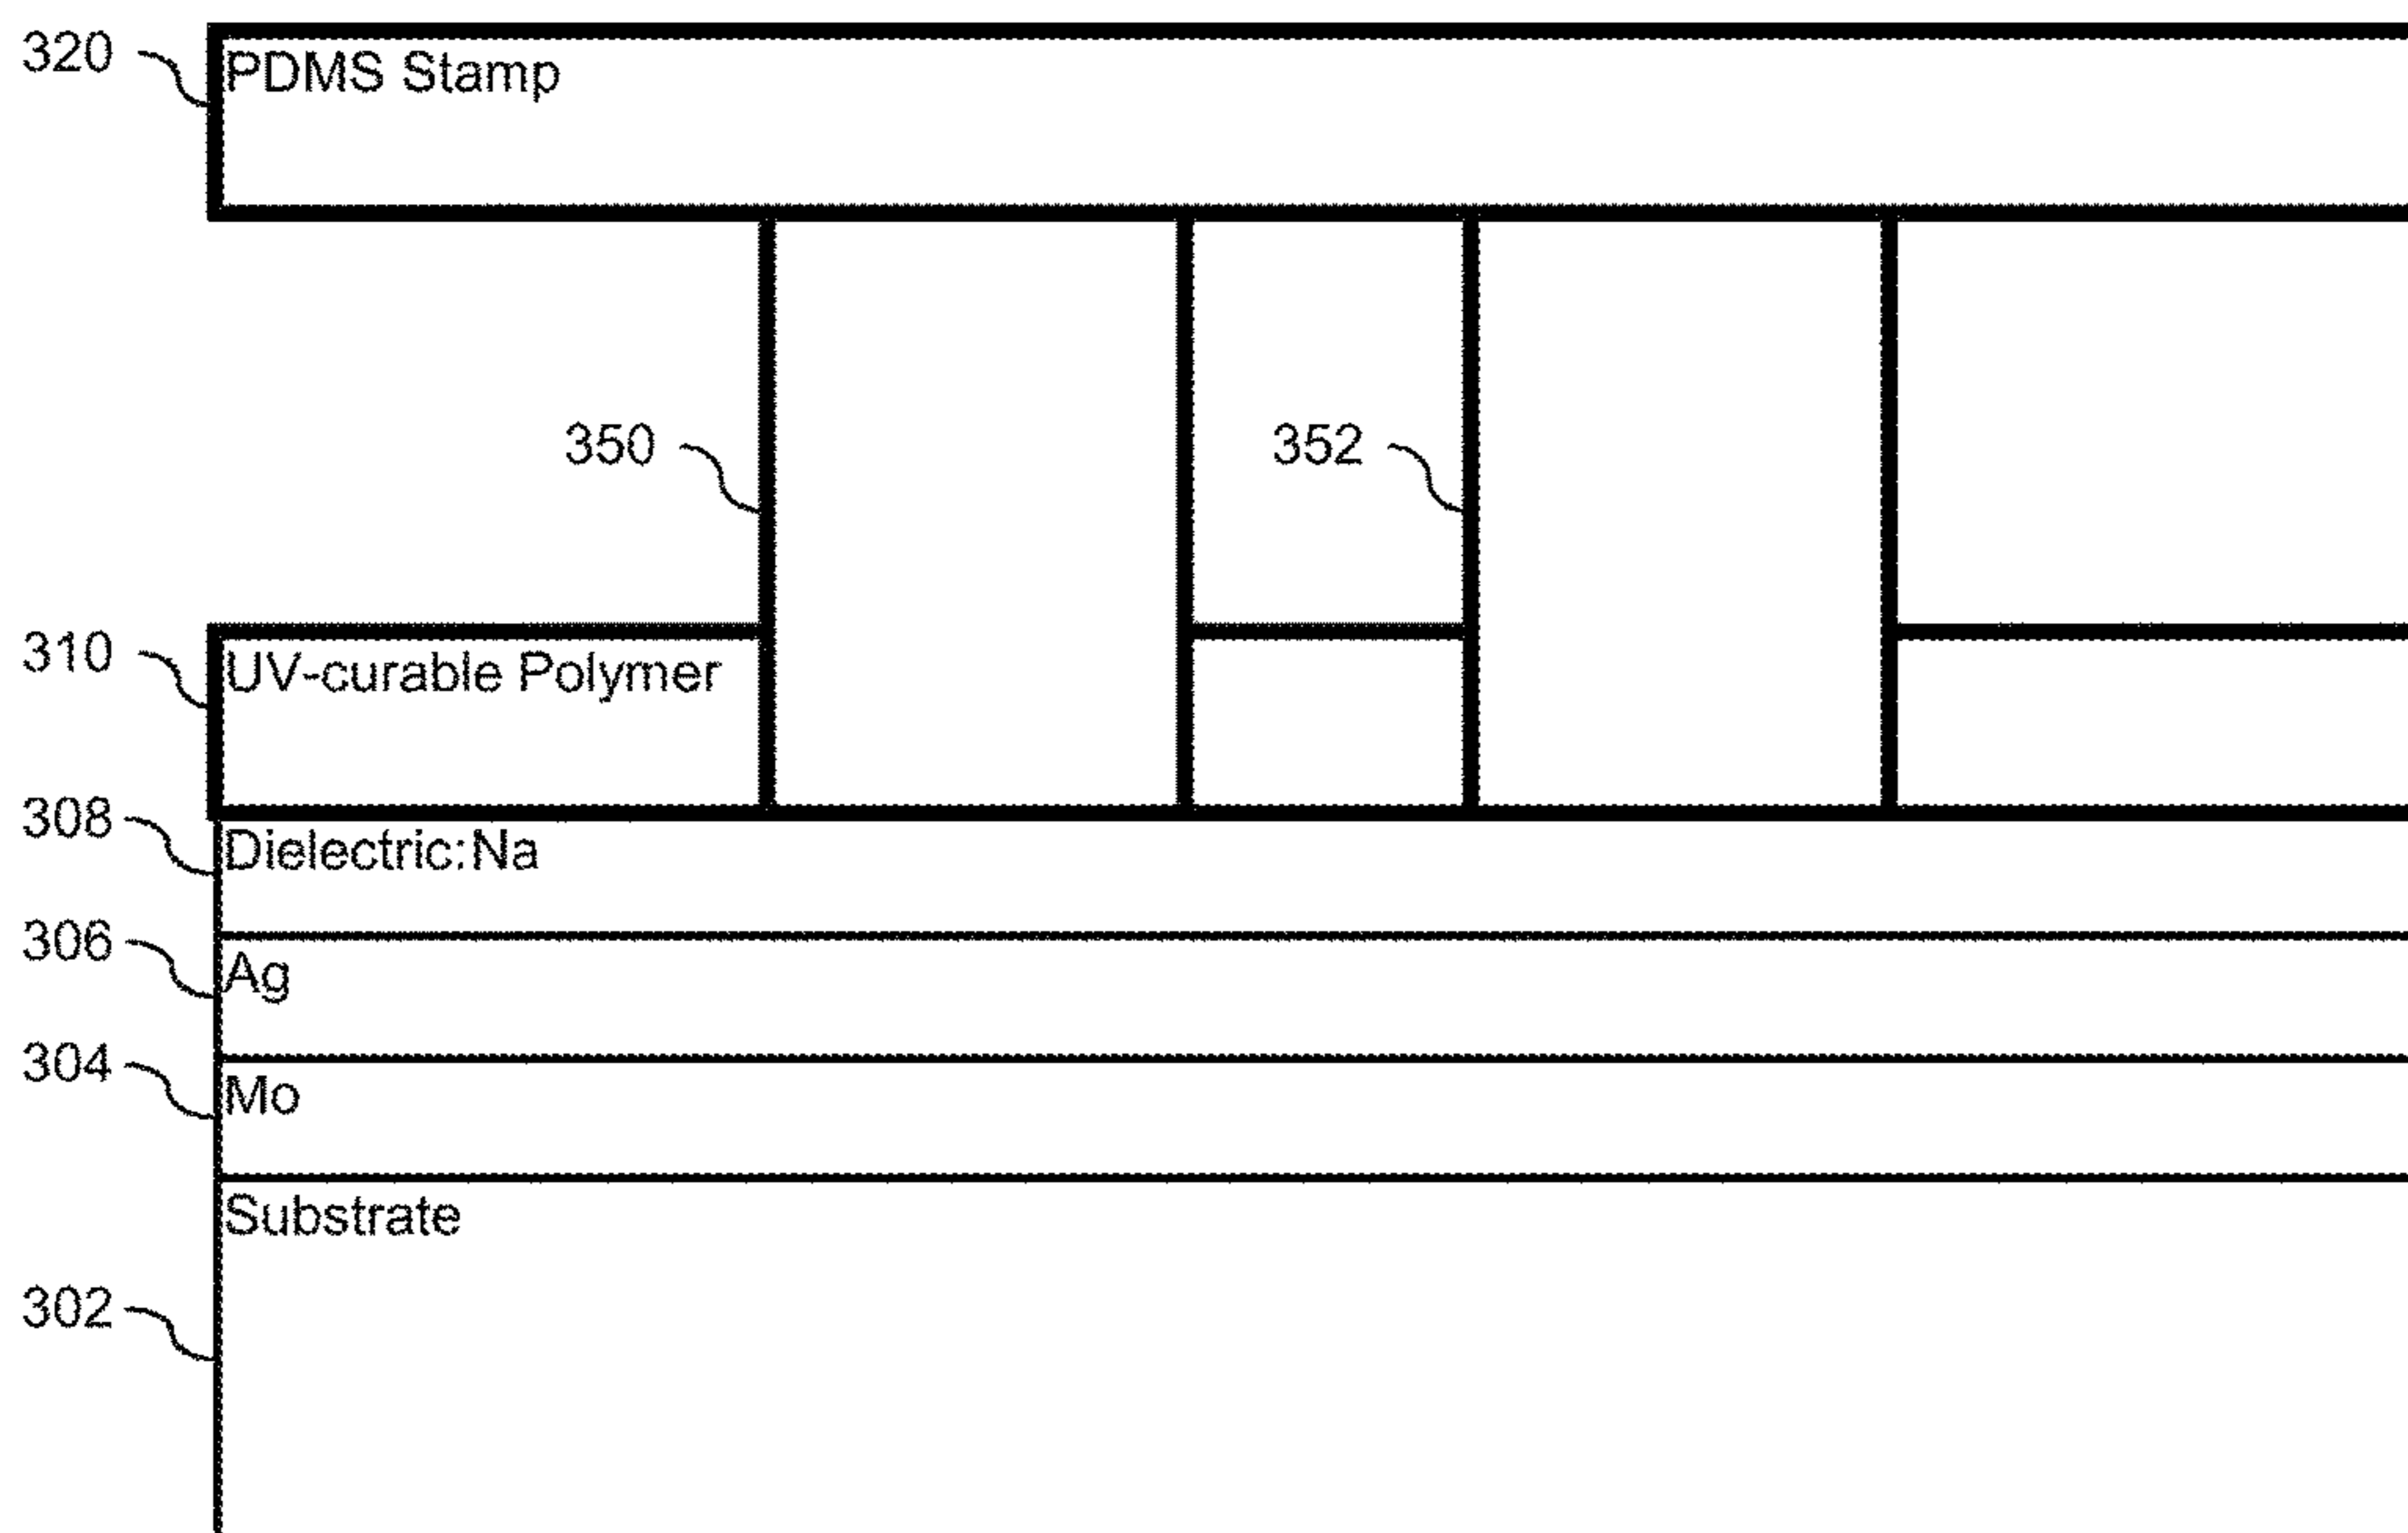 320
PDMS Stamp
350
352
310
UV-curable Polymer
308
Dielectric:Na
306
Ag
304
Mo
Substrate
302